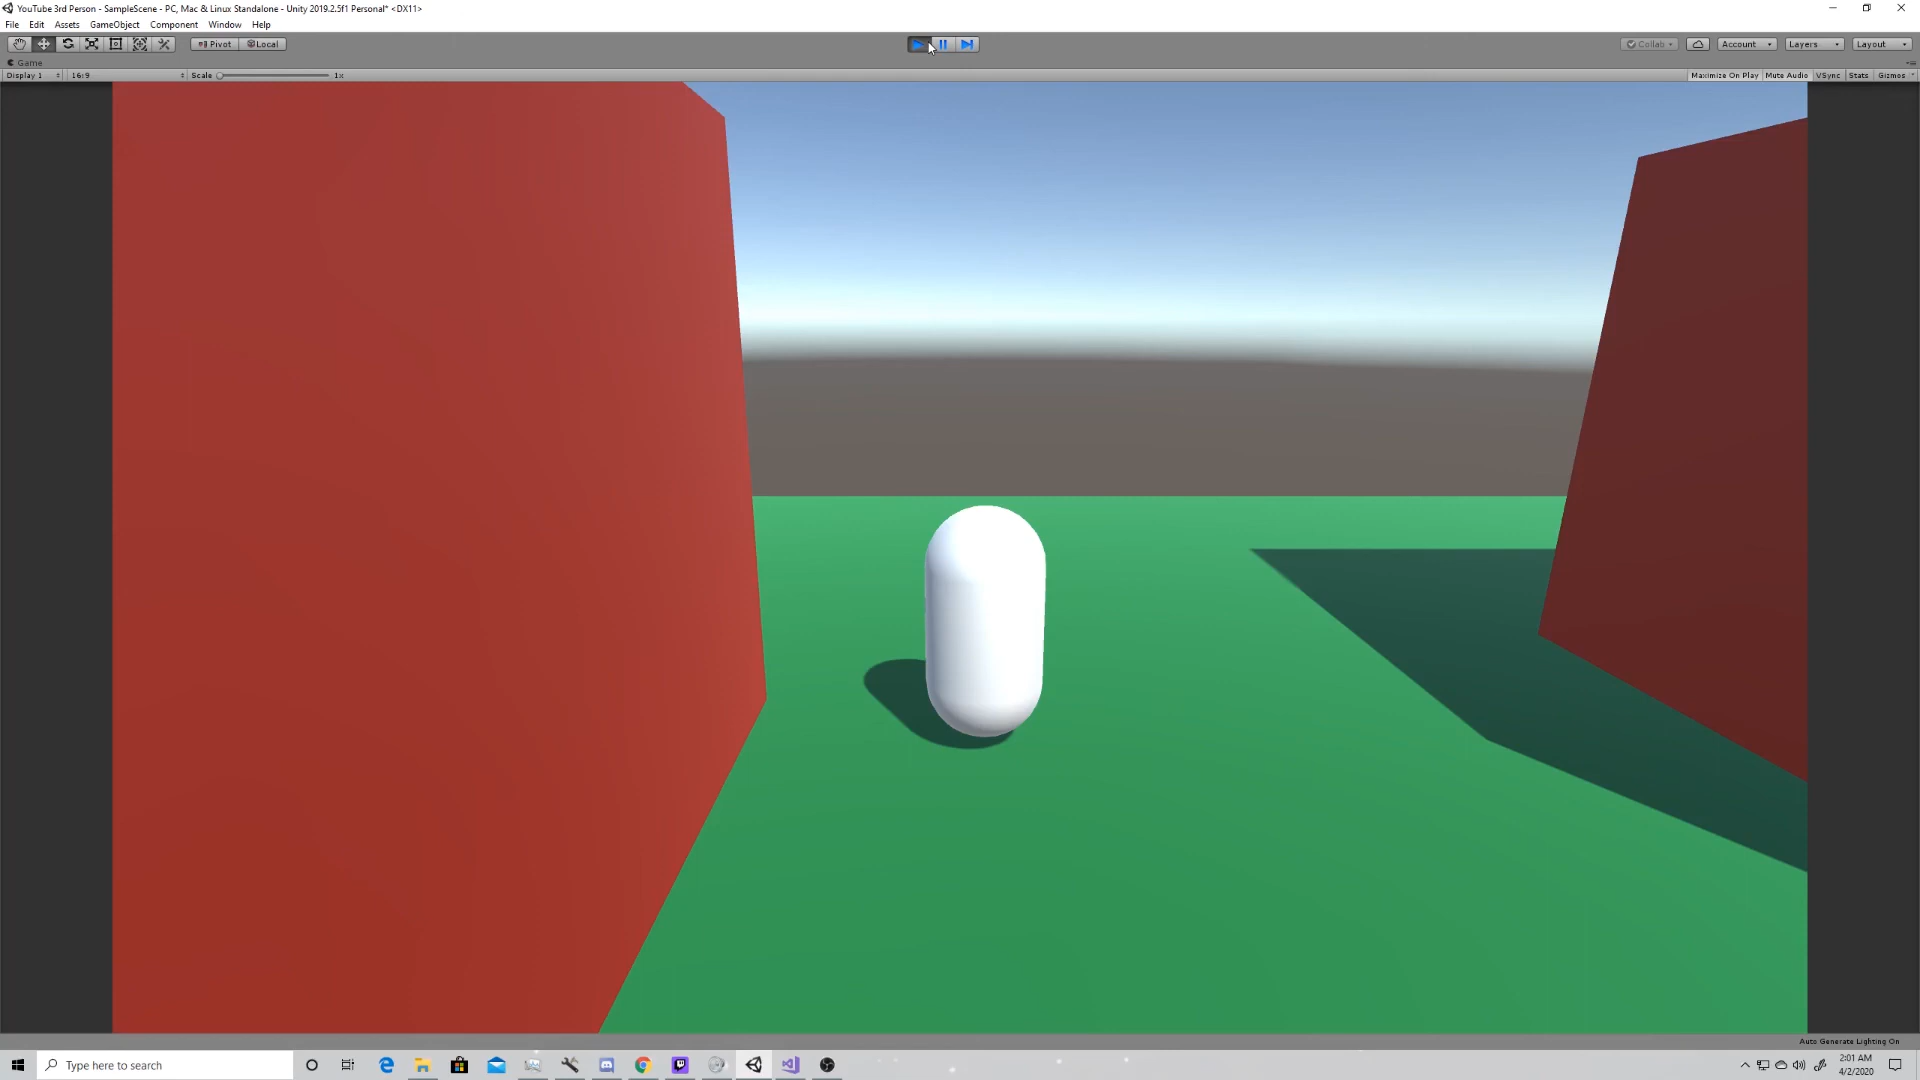 YouTube 3rd Person - SampleScene - PC, Mac & Linux Standalone - Unity 2019.2.5f1 Personal* <DX11>
File Edit Assets GameObject Component Window Help
Pivot Local Collab Account Layers Layout
Game
Display 1 16:9 Scale 1x Maximize On Play Mute Audio VSync Stats Gizmos
Auto Generate Lighting On
Type here to search
2:01 AM
4/2/2020